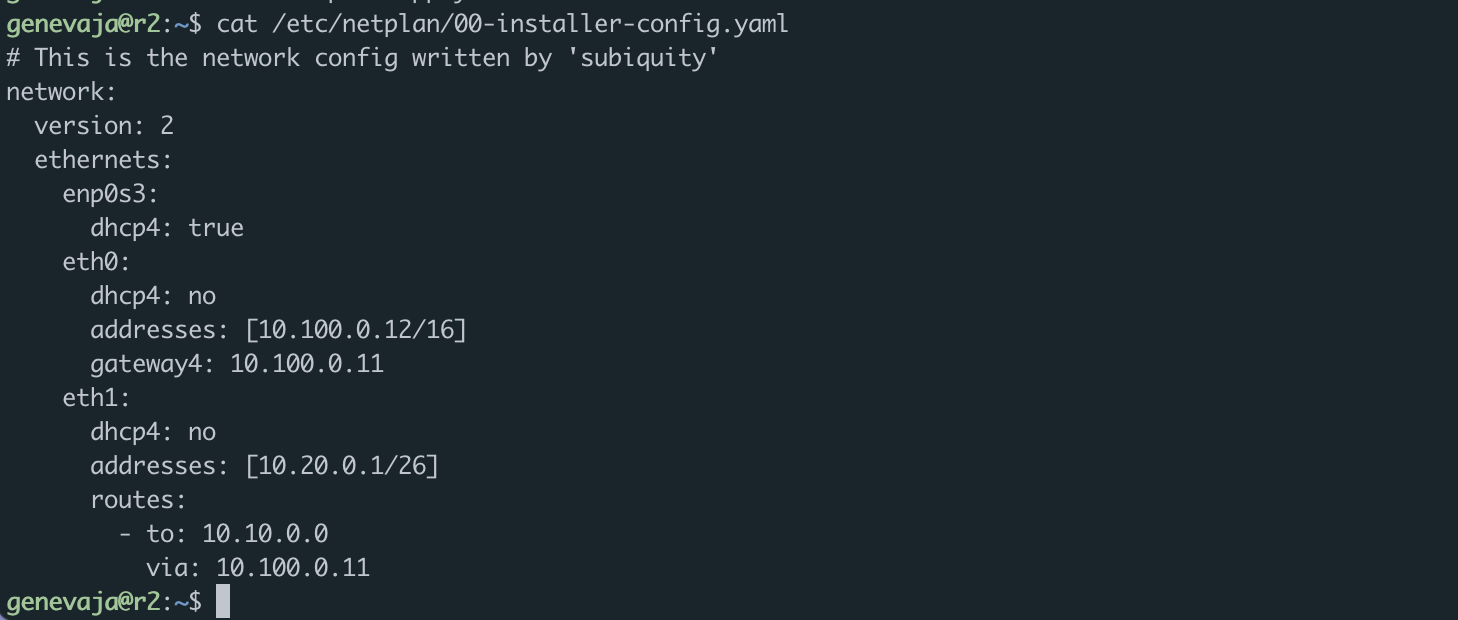 genevaja@r2:~$ cat /etc/netplan/00-installer-config.yaml
# This is the network config written by 'subiquity'
network:
  version: 2
  ethernets:
    enp0s3:
      dhcp4: true
    eth0:
      dhcp4: no
      addresses: [10.100.0.12/16]
      gateway4: 10.100.0.11
    eth1:
      dhcp4: no
      addresses: [10.20.0.1/26]
      routes:
        - to: 10.10.0.0
          via: 10.100.0.11
genevaja@r2:~$